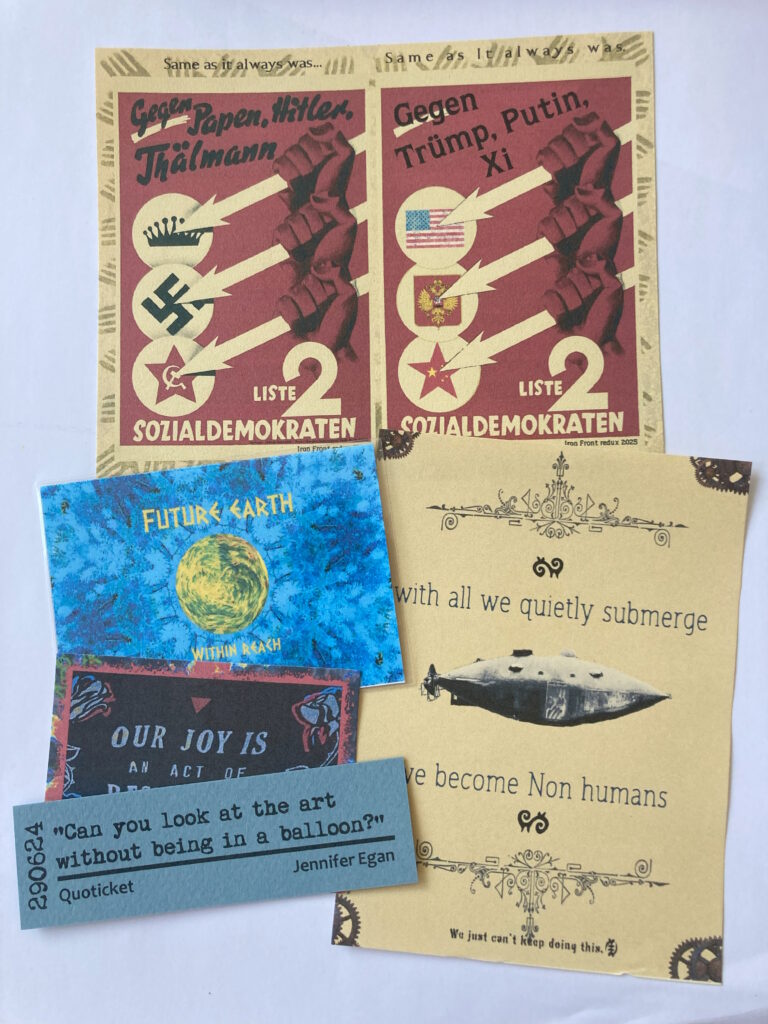 Same as it always was...
Gegen Papen, Hitler,
Thälmann
LISTE 2
SOZIALDEMOKRATEN
Iron Front
Same as It always was.
Gegen
Trümp, Putin,
Xi
LISTE 2
SOZIALDEMOKRATEN
Iron Front redux 2025
FUTURE EARTH
WITHIN REACH
OUR JOY IS
AN ACT OF
"Can you look at the art
without being in a balloon?"
Jennifer Egan
Quoticket
290624
with all we quietly submerge
we become Non humans
We just can't keep doing this.